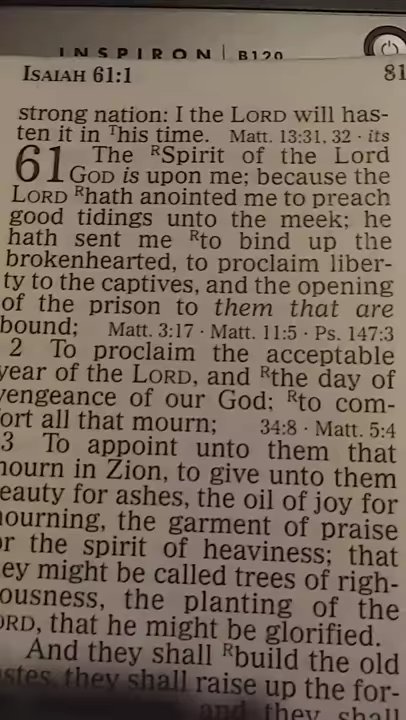 INSPIRON | B120
ISAIAH 61:1
81
strong nation: I the LORD will has-
ten it in This time. Matt. 13:31, 32 · its
61 The RSpirit of the Lord
GOD is upon me; because the
LORD Rhath anointed me to preach
good tidings unto the meek; he
hath sent me Rto bind up the
brokenhearted, to proclaim liber-
ty to the captives, and the opening
of the prison to them that are
bound; Matt. 3:17 · Matt. 11:5 · Ps. 147:3
2 To proclaim the acceptable
year of the LORD, and Rthe day of
vengeance of our God; Rto com-
ort all that mourn; 34:8 · Matt. 5:4
3 To appoint unto them that
mourn in Zion, to give unto them
eauty for ashes, the oil of joy for
ourning, the garment of praise
or the spirit of heaviness; that
ey might be called trees of righ-
ousness, the planting of the
ORD, that he might be glorified.
And they shall Rbuild the old
stes, they shall raise up the for-
and they shall